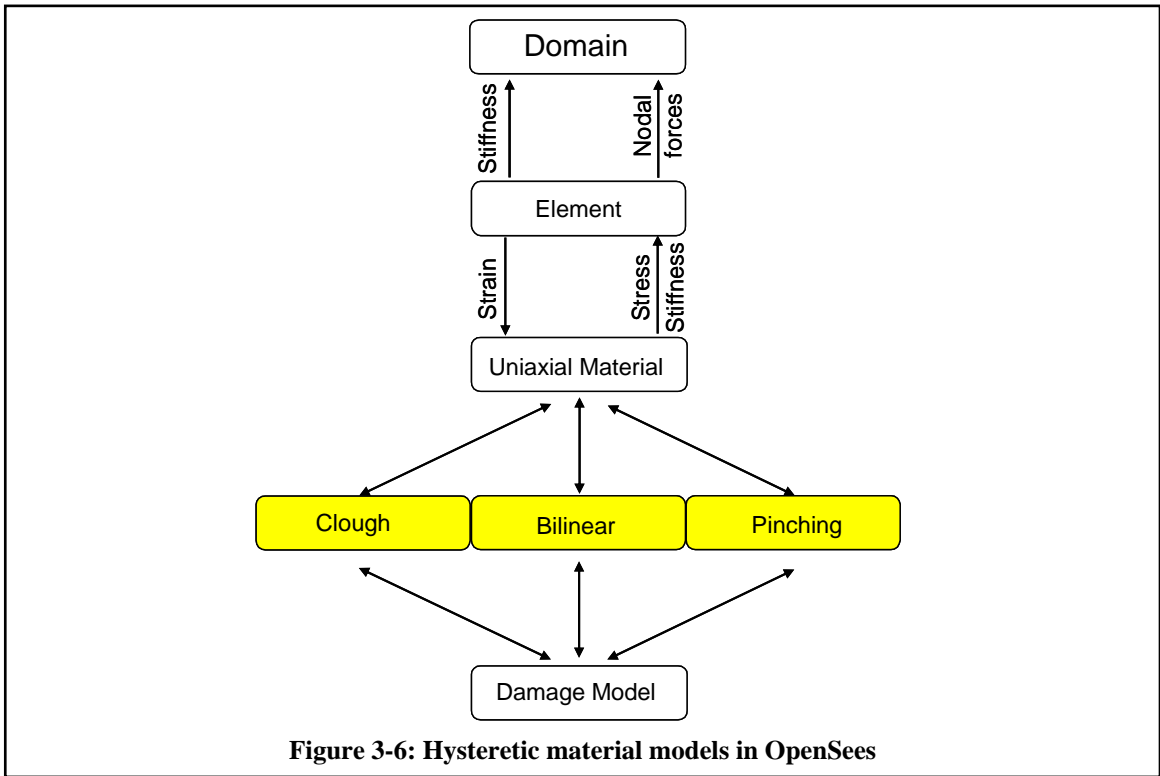 Domain
Stiffness
Nodal
forces
Element
Strain
Stress
Stiffness
Uniaxial Material
Clough
Bilinear
Pinching
Damage Model
Figure 3-6: Hysteretic material models in OpenSees